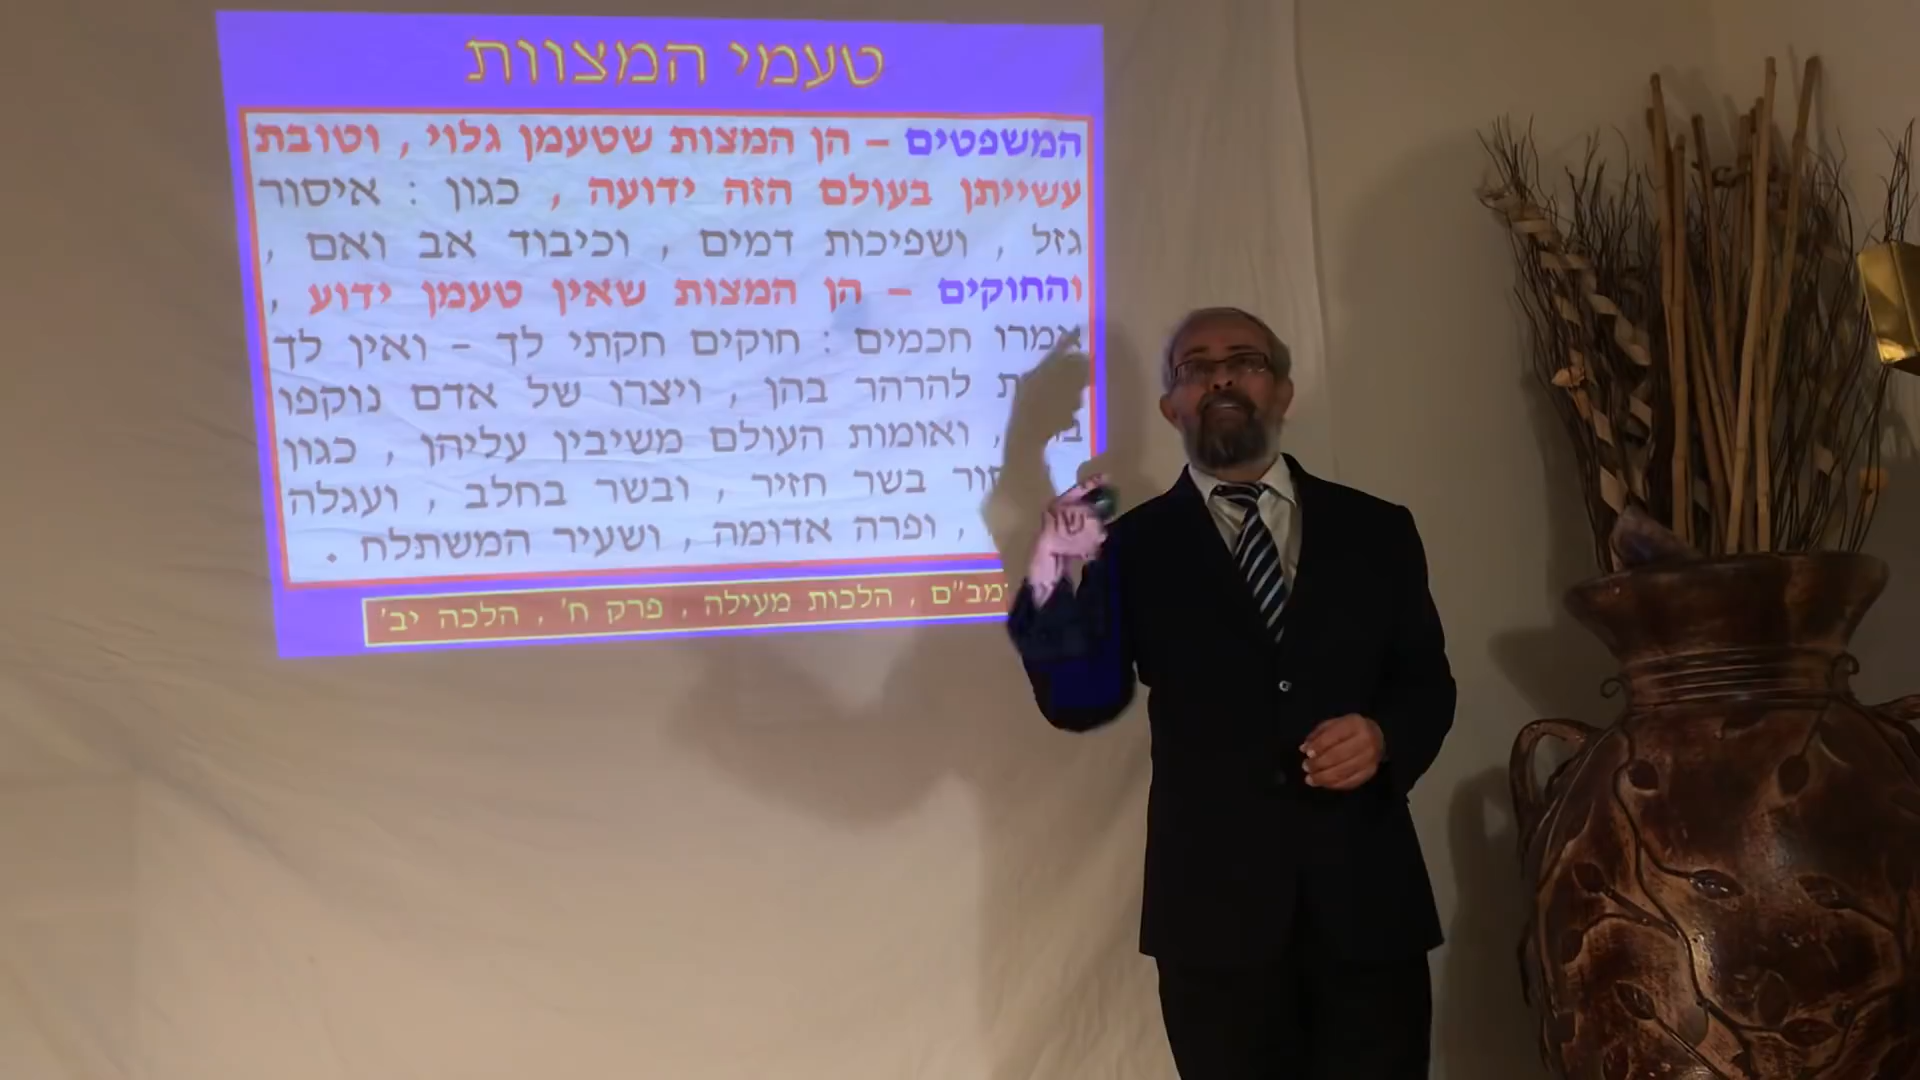 טעמי המצוות
המשפטים – הן המצות שטעמן גלוי , וטובת
עשייתן בעולם הזה ידועה , כגון : איסור
גזל , ושפיכות דמים , וכיבוד אב ואם ,
והחוקים – הן המצות שאין טעמן ידוע ,
אמרו חכמים : חוקים חקתי לך – ואין לך
להרהר בהן , ויצרו של אדם נוקפו
, ואומות העולם משיבין עליהן , כגון
בשר חזיר , ובשר בחלב , ועגלה
, ופרה אדומה , ושעיר המשתלח .
, הלכות מעילה , פרק ח' , הלכה יב'